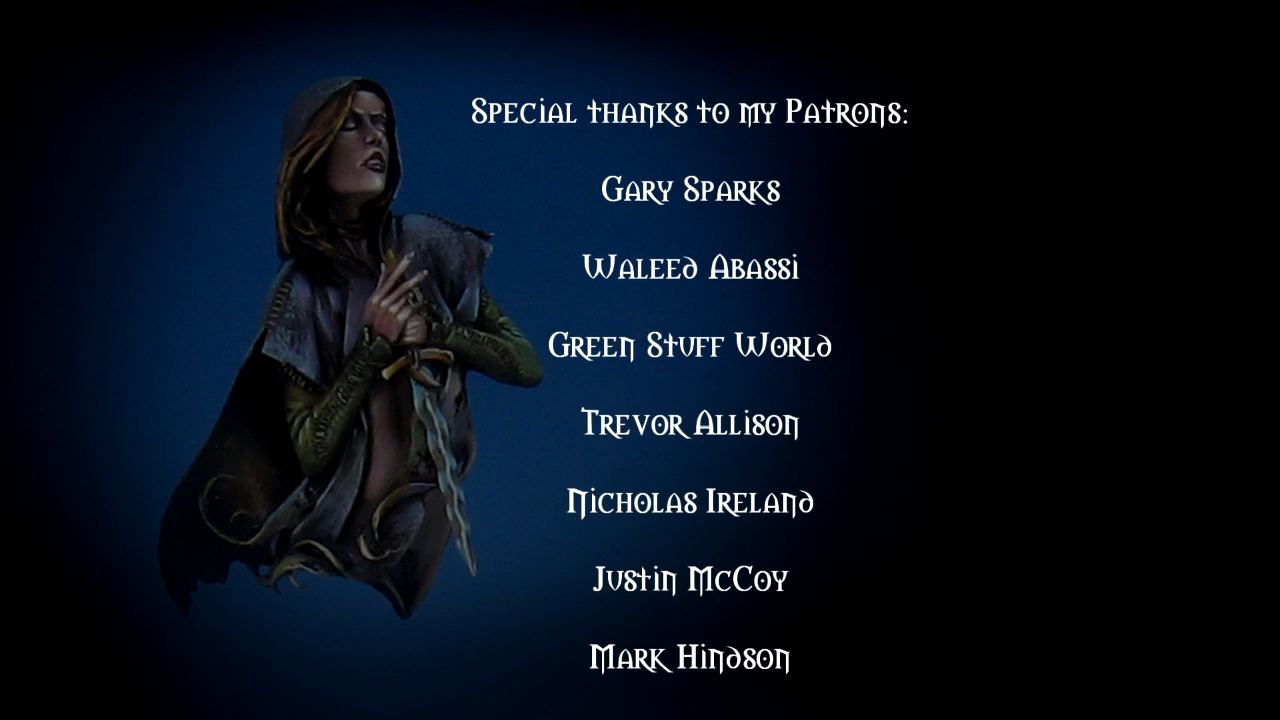 Special thanks to my Patrons:
Gary Sparks
Waleed Abassi
Green Stuff World
Trevor Allison
Nicholas Ireland
Justin McCoy
Mark Hindson